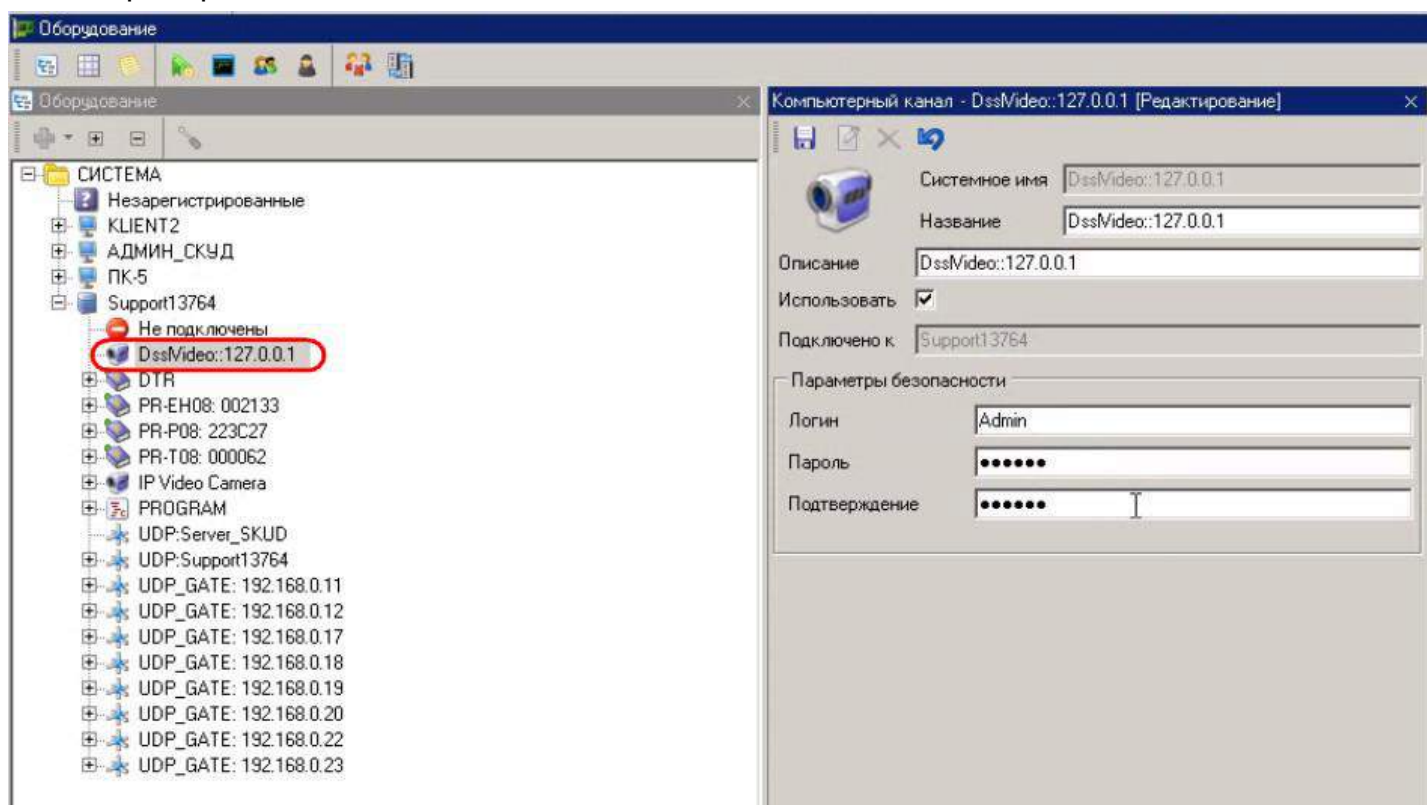 Оборудование
Оборудование
СИСТЕМА
Незарегистрированные
KLIENT2
АДМИН_СКУД
ПК-5
Support13764
Не подключены
DssVideo::127.0.0.1
DTR
PR-EH08: 002133
PR-P08: 223C27
PR-T08: 000062
IP Video Camera
PROGRAM
UDP:Server_SKUD
UDP:Support13764
UDP_GATE: 192.168.0.11
UDP_GATE: 192.168.0.12
UDP_GATE: 192.168.0.17
UDP_GATE: 192.168.0.18
UDP_GATE: 192.168.0.19
UDP_GATE: 192.168.0.20
UDP_GATE: 192.168.0.22
UDP_GATE: 192.168.0.23
Компьютерный канал - DssVideo::127.0.0.1 [Редактирование]
Системное имя DssVideo::127.0.0.1
Название DssVideo::127.0.0.1
Описание DssVideo::127.0.0.1
Использовать
Подключено к Support13764
Параметры безопасности
Логин Admin
Пароль ●●●●●●
Подтверждение ●●●●●●